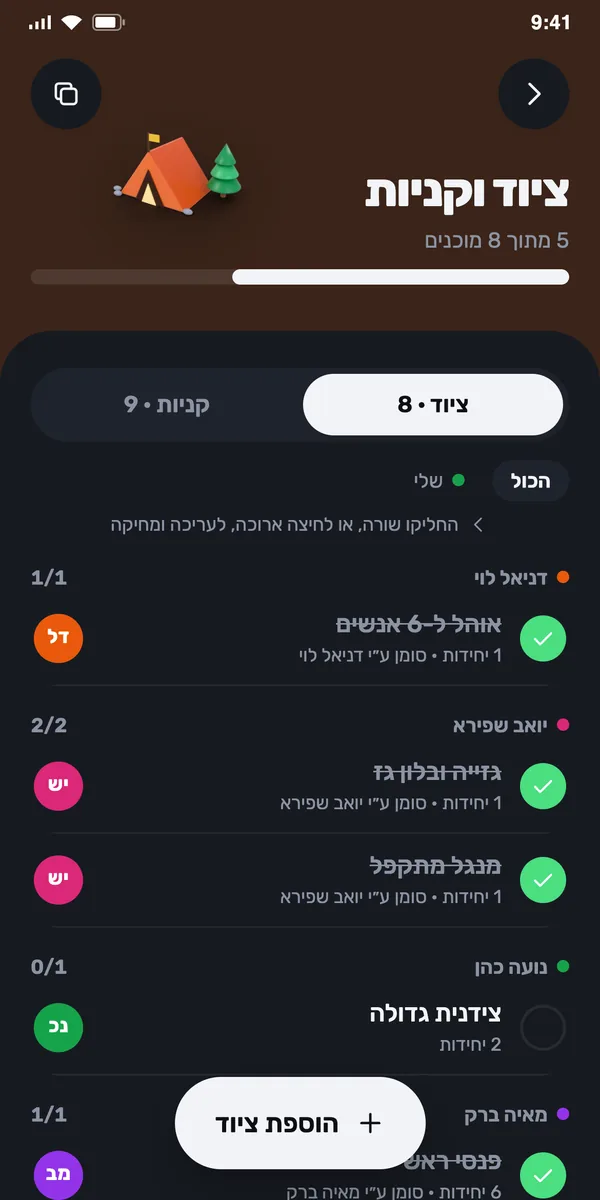 9:41
ציוד וקניות
5 מתוך 8 מוכנים
ציוד • 8
קניות • 9
הכול
שלי
החליקו שורה, או לחיצה ארוכה, לעריכה ומחיקה
דניאל לוי
1/1
אוהל ל-6 אנשים
1 יחידות • סומן ע״י דניאל לוי
דל
יואב שפירא
2/2
גזייה ובלון גז
1 יחידות • סומן ע״י יואב שפירא
יש
מנגל מתקפל
1 יחידות • סומן ע״י יואב שפירא
יש
נועה כהן
0/1
צידנית גדולה
2 יחידות
נכ
מאיה ברק
1/1
פנסי ראש
6 יחידות • סומן ע״י מאיה ברק
מב
הוספת ציוד